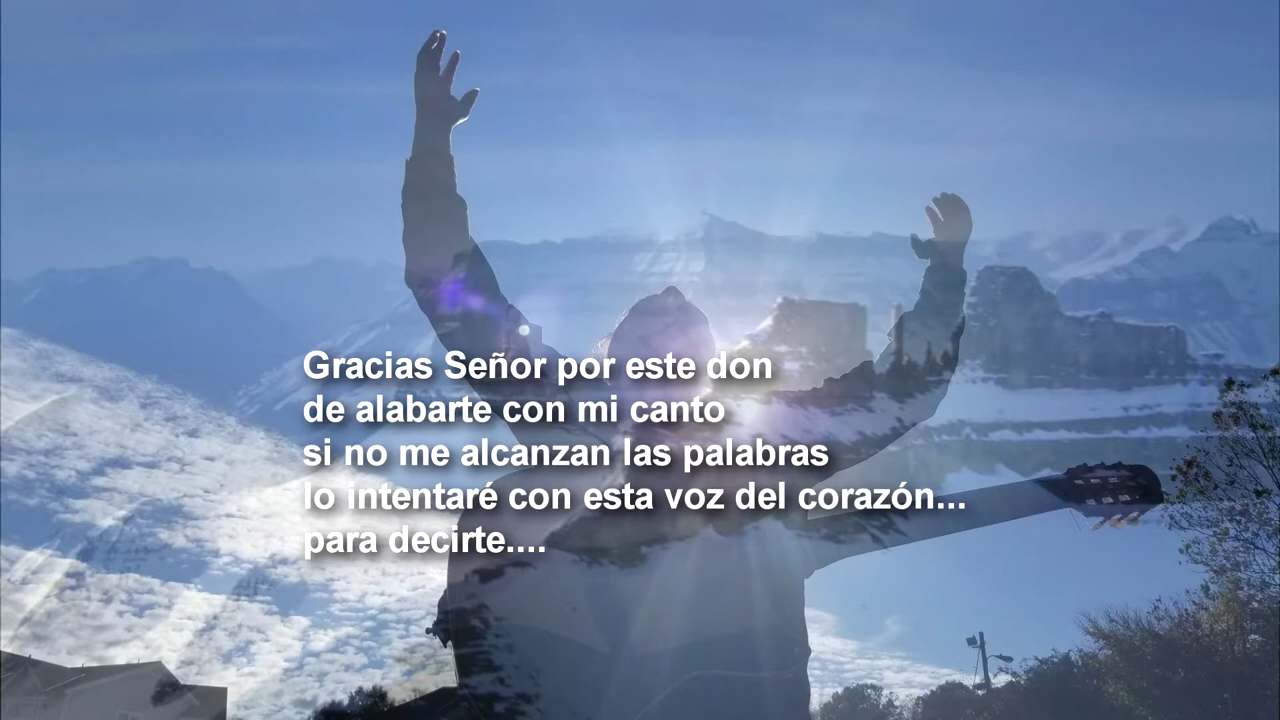 Gracias Señor por este don
de alabarte con mi canto
si no me alcanzan las palabras
lo intentaré con esta voz del corazón...
para decirte....